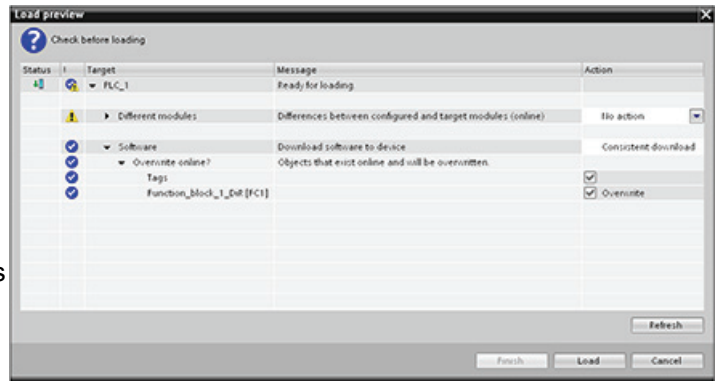 Load preview
Check before loading
Status ! Target Message Action
PLC_1 Ready for loading
Different modules Differences between configured and target modules (online) No action
Software Download software to device Consistent download
Overwrite online? Objects that exist online and will be overwritten.
Tags
Function_block_1_DiR [FC1] Overwrite
s
Refresh
Finish Load Cancel